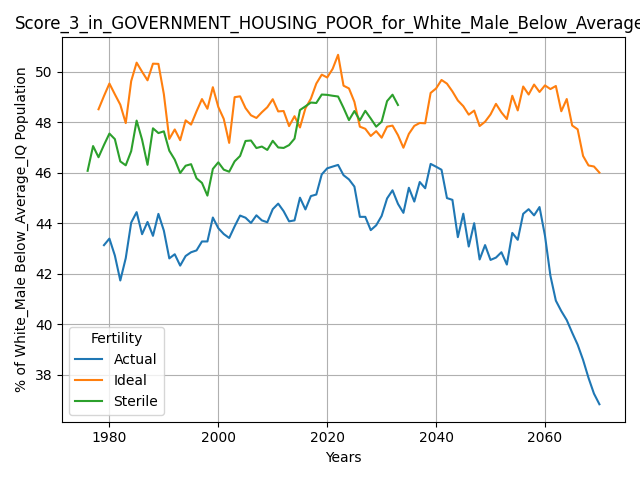 Score_3_in_GOVERNMENT_HOUSING_POOR_for_White_Male_Below_Average
% of White_Male Below_Average_IQ Population
50
48
46
44
42
40
38
Fertility
Actual
Ideal
Sterile
1980
2000
2020
2040
2060
Years